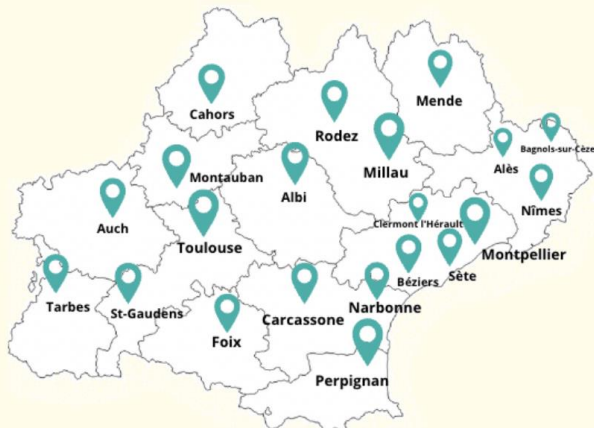 Cahors
Mende
Rodez
Bagnols-sur-Cèze
Millau
Alès
Montauban
Albi
Nîmes
Auch
Clermont l'Hérault
Toulouse
Montpellier
Sète
Béziers
Tarbes
St-Gaudens
Narbonne
Carcassone
Foix
Perpignan